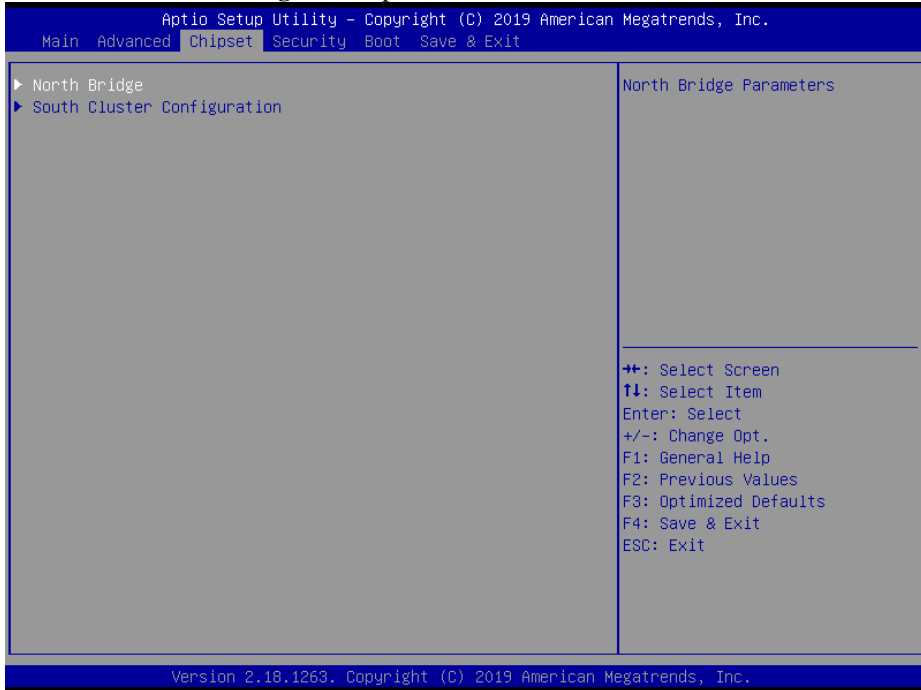 Aptio Setup Utility – Copyright (C) 2019 American Megatrends, Inc.
Main Advanced Chipset Security Boot Save & Exit
▶ North Bridge
▶ South Cluster Configuration
North Bridge Parameters
→←: Select Screen
↑↓: Select Item
Enter: Select
+/-: Change Opt.
F1: General Help
F2: Previous Values
F3: Optimized Defaults
F4: Save & Exit
ESC: Exit
Version 2.18.1263. Copyright (C) 2019 American Megatrends, Inc.